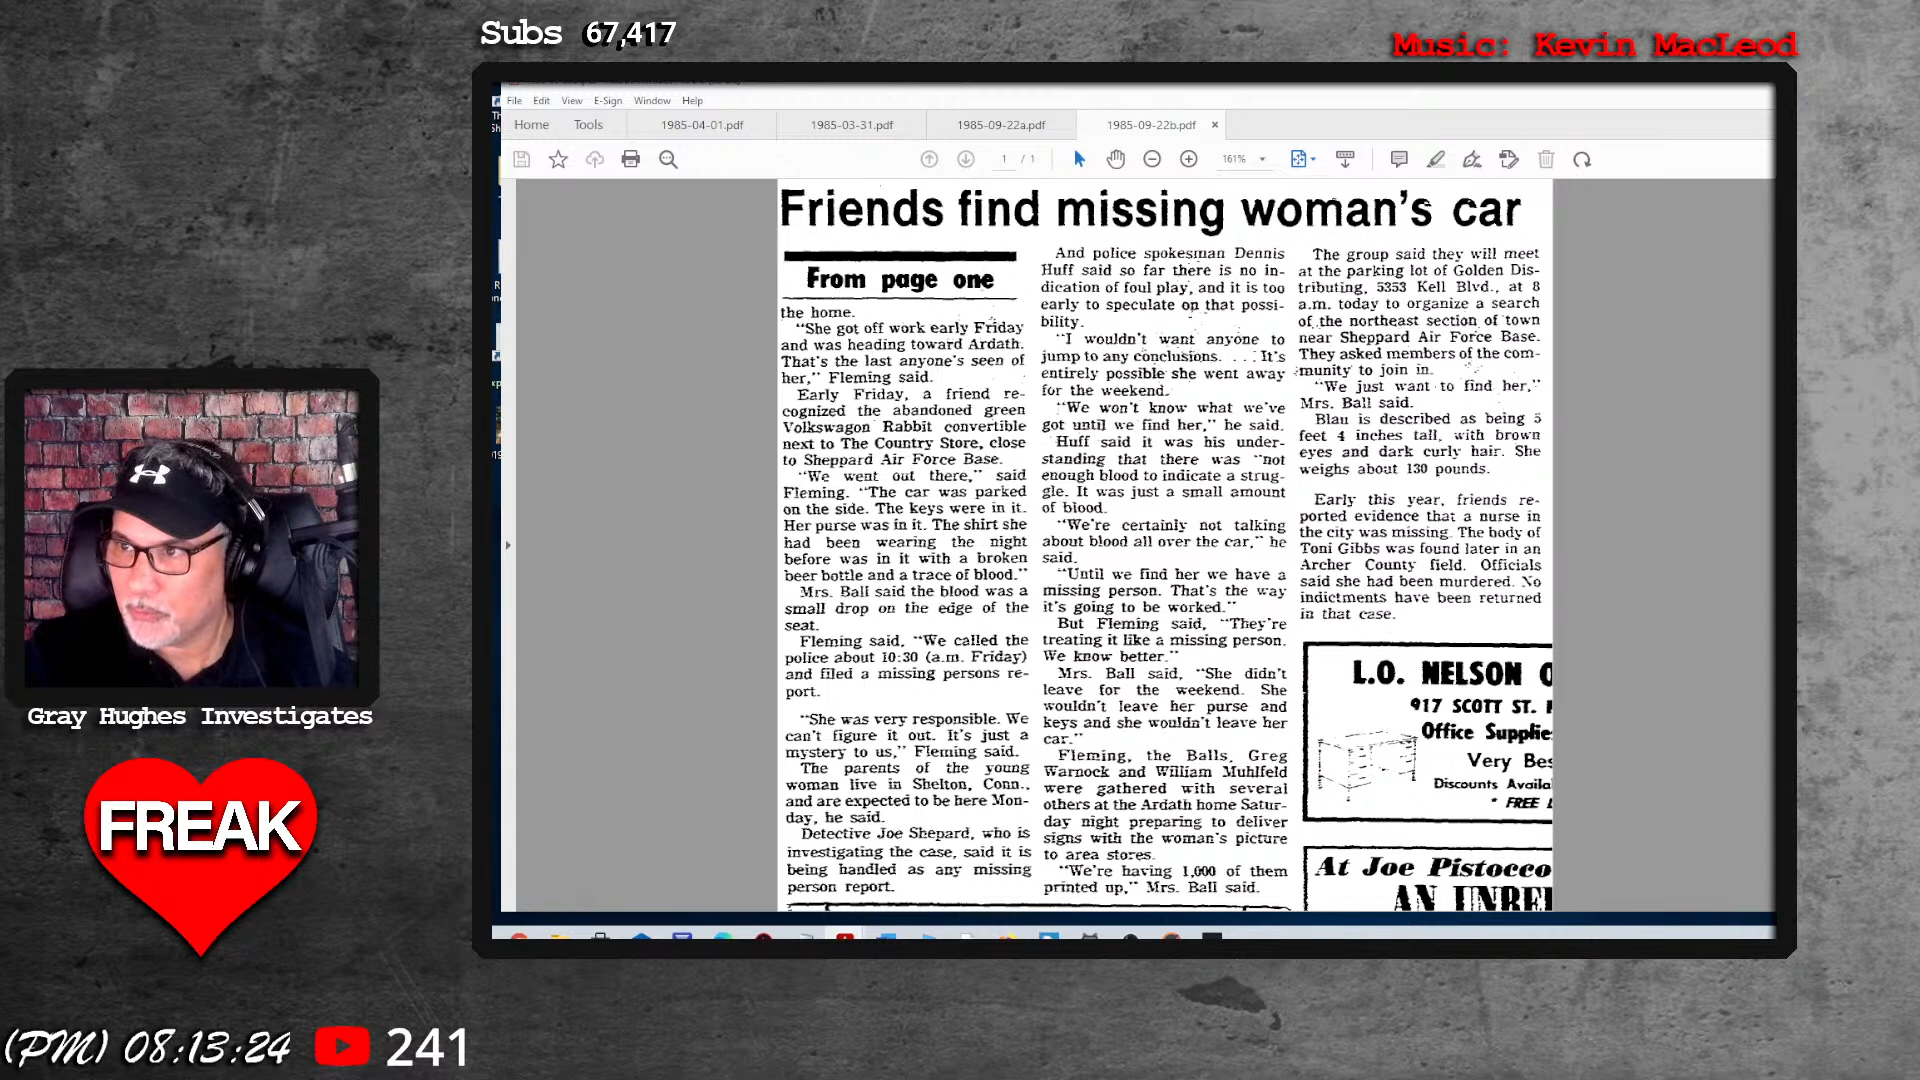 Subs 67,417
Music: Kevin MacLeod
File Edit View E-Sign Window Help
Home Tools 1985-04-01.pdf 1985-03-31.pdf 1985-09-22a.pdf 1985-09-22b.pdf ×
1 / 1 161%
Friends find missing woman's car
From page one
the home.
"She got off work early Friday
and was heading toward Ardath.
That's the last anyone's seen of
her," Fleming said.
Early Friday, a friend re-
cognized the abandoned green
Volkswagon Rabbit convertible
next to The Country Store, close
to Sheppard Air Force Base.
"We went out there," said
Fleming. "The car was parked
on the side. The keys were in it.
Her purse was in it. The shirt she
had been wearing the night
before was in it with a broken
beer bottle and a trace of blood."
Mrs. Ball said the blood was a
small drop on the edge of the
seat.
Fleming said, "We called the
police about 10:30 (a.m. Friday)
and filed a missing persons re-
port.
"She was very responsible. We
can't figure it out. It's just a
mystery to us," Fleming said.
The parents of the young
woman live in Shelton, Conn.,
and are expected to be here Mon-
day, he said.
Detective Joe Shepard, who is
investigating the case, said it is
being handled as any missing
person report.
And police spokesman Dennis
Huff said so far there is no in-
dication of foul play, and it is too
early to speculate on that possi-
bility.
"I wouldn't want anyone to
jump to any conclusions. . . . It's
entirely possible she went away
for the weekend.
"We won't know what we've
got until we find her," he said.
Huff said it was his under-
standing that there was "not
enough blood to indicate a strug-
gle. It was just a small amount
of blood.
"We're certainly not talking
about blood all over the car," he
said.
"Until we find her we have a
missing person. That's the way
it's going to be worked."
But Fleming said, "They're
treating it like a missing person.
We know better."
Mrs. Ball said, "She didn't
leave for the weekend. She
wouldn't leave her purse and
keys and she wouldn't leave her
car."
Fleming, the Balls, Greg
Warnock and William Muhlfeld
were gathered with several
others at the Ardath home Satur-
day night preparing to deliver
signs with the woman's picture
to area stores.
"We're having 1,000 of them
printed up," Mrs. Ball said.
The group said they will meet
at the parking lot of Golden Dis-
tributing, 5353 Kell Blvd., at 8
a.m. today to organize a search
of the northeast section of town
near Sheppard Air Force Base.
They asked members of the com-
munity to join in.
"We just want to find her,"
Mrs. Ball said.
Blau is described as being 5
feet 4 inches tall, with brown
eyes and dark curly hair. She
weighs about 130 pounds.
Early this year, friends re-
ported evidence that a nurse in
the city was missing. The body of
Toni Gibbs was found later in an
Archer County field. Officials
said she had been murdered. No
indictments have been returned
in that case.
L.O. NELSON
917 SCOTT ST.
Office Supplie
Very Bes
Discounts Availa
* FREE
At Joe Pistocco
AN
Gray Hughes Investigates
FREAK
(PM) 08:13:24
241